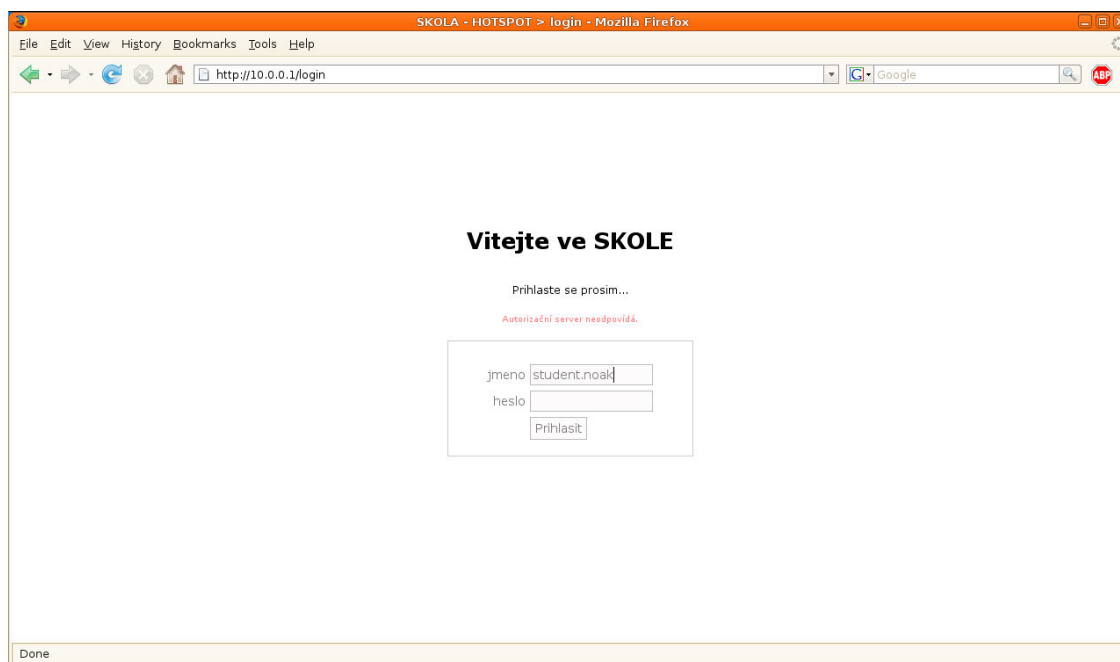 SKOLA - HOTSPOT > login - Mozilla Firefox
File Edit View History Bookmarks Tools Help
http://10.0.0.1/login G Google ABP
Vitejte ve SKOLE
Prihlaste se prosim...
Autorizační server neodpovídá.
jmeno student.noak
heslo
Prihlasit
Done